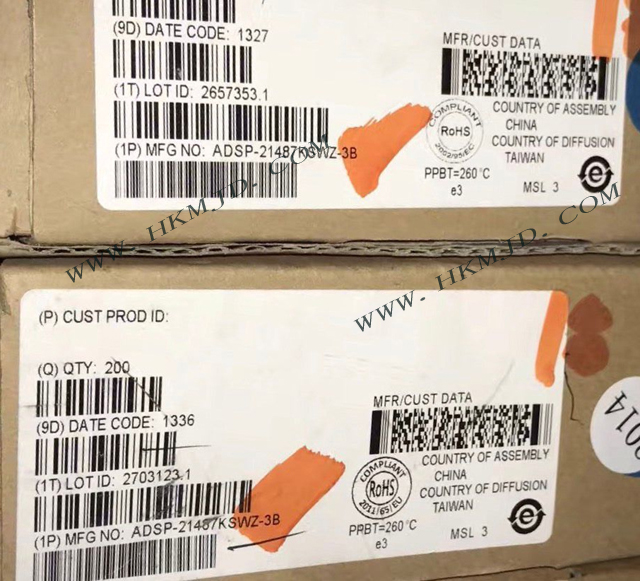 (9D) DATE CODE: 1327
(1T) LOT ID: 2657353.1
(1P) MFG NO: ADSP-21487KSWZ-3B
MFR/CUST DATA
COMPLIANT
RoHS
2002/95/EC
PPBT=260°C
e3
COUNTRY OF ASSEMBLY
CHINA
COUNTRY OF DIFFUSION
TAIWAN
MSL 3
e
WWW.HKMJD.COM
WWW.HKMJD.COM
(P) CUST PROD ID:
(Q) QTY: 200
(9D) DATE CODE: 1336
(1T) LOT ID: 2703123.1
(1P) MFG NO: ADSP-21487KSWZ-3B
MFR/CUST DATA
COMPLIANT
RoHS
2011/65/EU
PPBT=260°C
e3
COUNTRY OF ASSEMBLY
CHINA
COUNTRY OF DIFFUSION
TAIWAN
MSL 3
e
2014